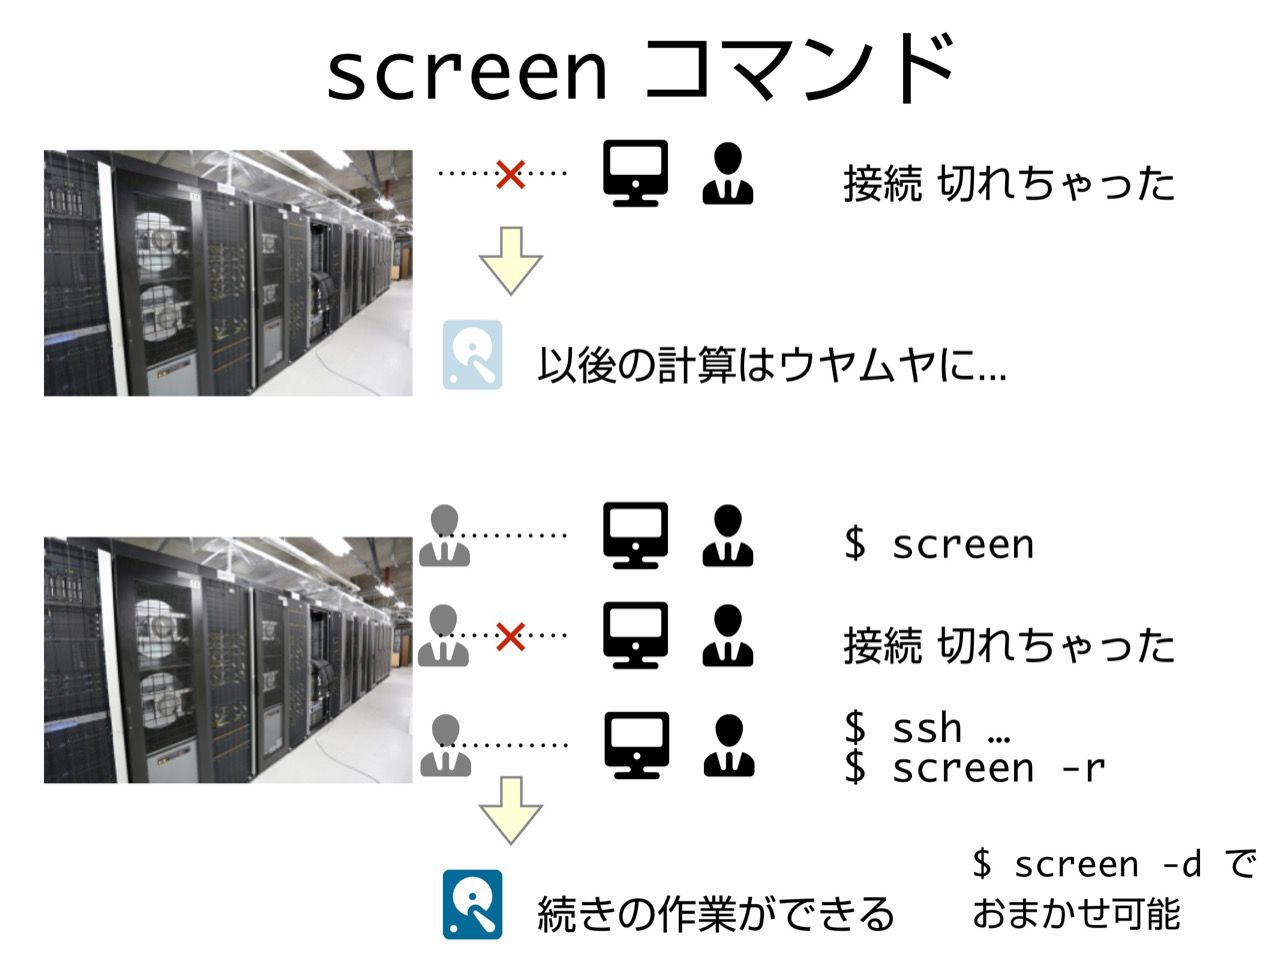 screen コマンド
接続 切れちゃった
以後の計算はウヤムヤに...
$ screen
接続 切れちゃった
$ ssh …
$ screen -r
続きの作業ができる
$ screen -d で
おまかせ可能